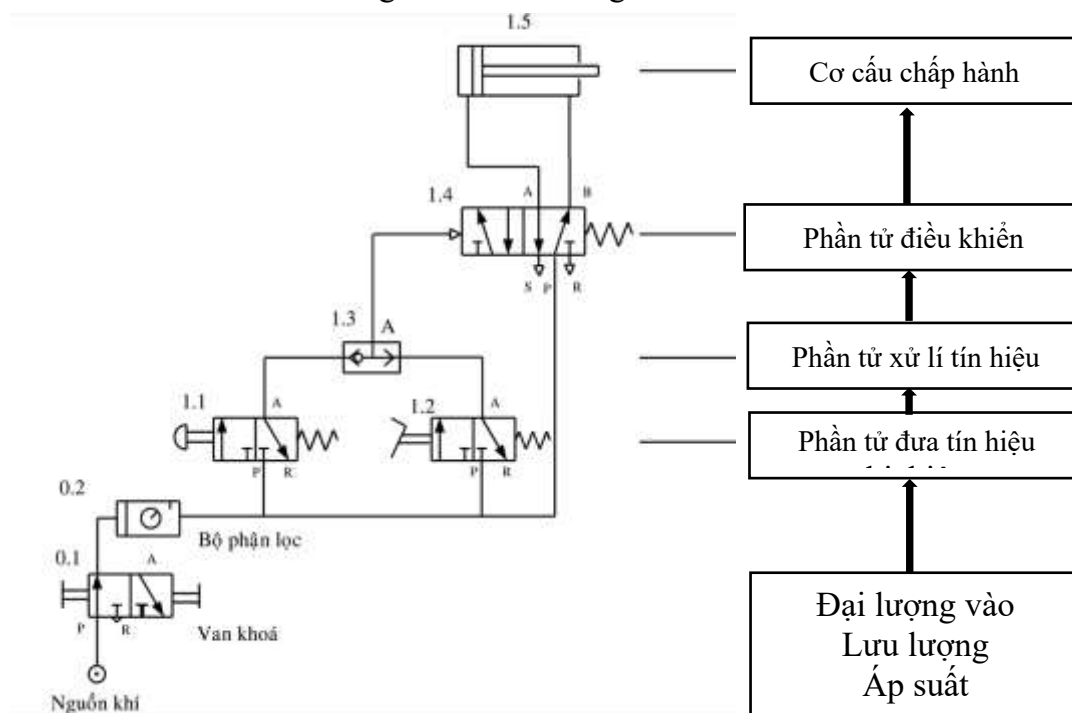 1.5
Cơ cấu chấp hành
1.4
A
B
Phần tử điều khiển
S P R
1.3
A
Phần tử xử lí tín hiệu
1.1
A
1.2
A
Phần tử đưa tín hiệu
P R
P R
0.2
Bộ phận lọc
0.1
A
Đại lượng vào
Lưu lượng
Áp suất
P R
Van khoá
Nguồn khí